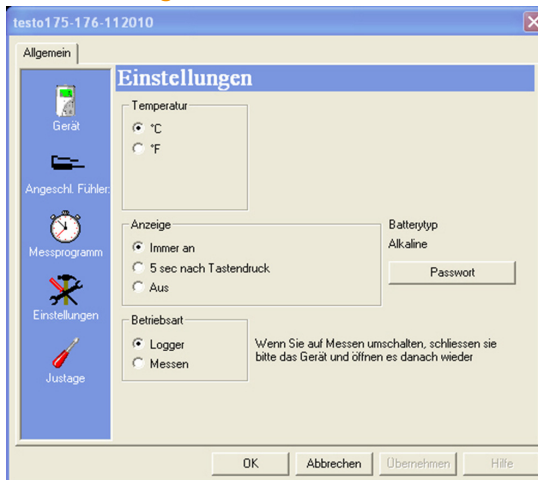 testo175-176-112010
Allgemein
Einstellungen
Gerät
Angeschl. Fühler:
Messprogramm
Einstellungen
Justage
Temperatur
°C
°F
Anzeige
Immer an
5 sec nach Tastendruck
Aus
Batterytyp
Alkaline
Passwort
Betriebsart
Logger
Messen
Wenn Sie auf Messen umschalten, schliessen sie
bitte das Gerät und öffnen es danach wieder
OK
Abbrechen
Übernehmen
Hilfe